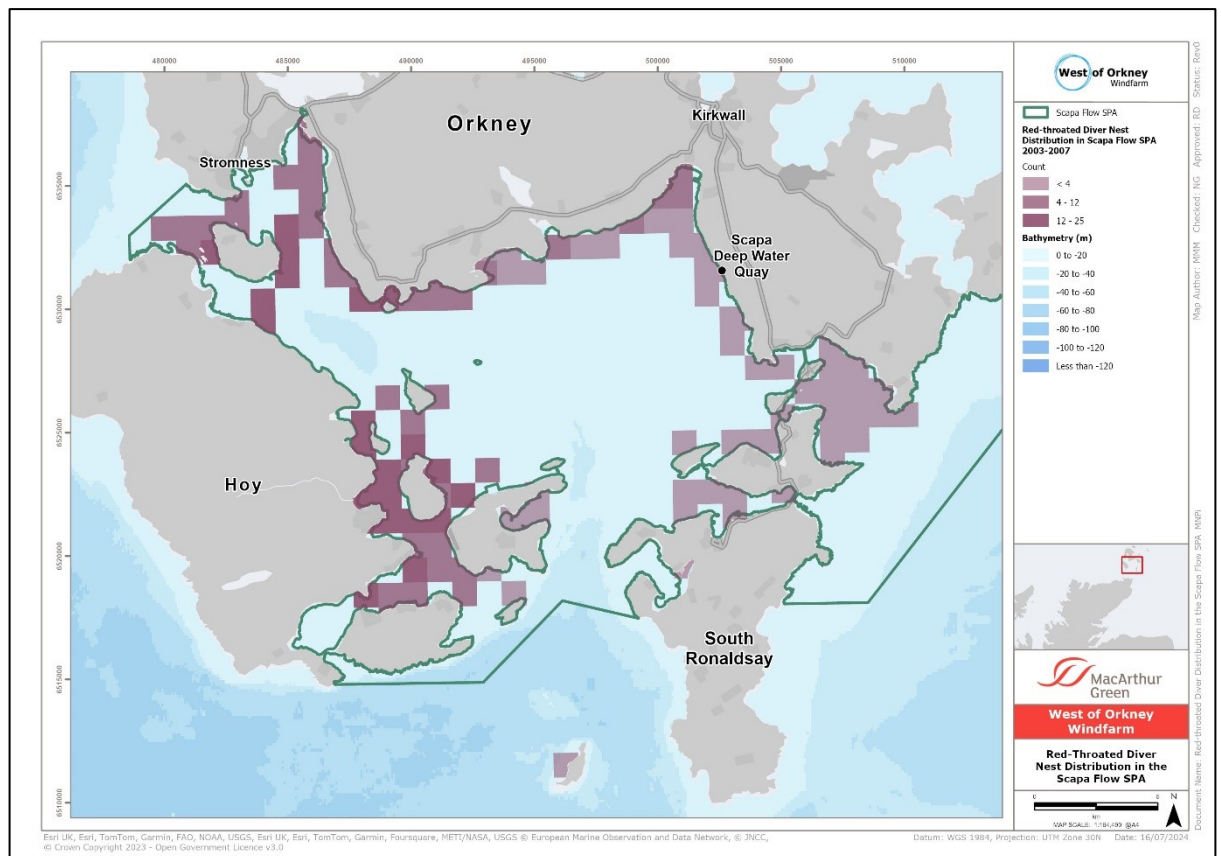 480000
485000
490000
495000
500000
505000
510000
6535000
6530000
6525000
6520000
6515000
6510000
Orkney
Kirkwall
Stromness
Scapa
Deep Water
Quay
Hoy
South
Ronaldsay
West of Orkney
Windfarm
Scapa Flow SPA
Red-throated Diver Nest
Distribution in Scapa Flow SPA
2003-2007
Count
< 4
4 - 12
12 - 25
Bathymetry (m)
0 to -20
-20 to -40
-40 to -60
-60 to -80
-80 to -100
-100 to -120
Less than -120
MacArthur
Green
West of Orkney
Windfarm
Red-Throated Diver
Nest Distribution in the
Scapa Flow SPA
0
km
N
Map Author: MMM Checked: NG Approved: RD Status: Rev0
Document Name: Red-throated Diver Distribution in the Scapa Flow SPA MNPi
Esri UK, Esri, TomTom, Garmin, FAO, NOAA, USGS, Esri UK, Esri, TomTom, Garmin, Foursquare, METI/NASA, USGS © European Marine Observation and Data Network, © JNCC,
© Crown Copyright 2023 - Open Government Licence v3.0
Datum: WGS 1984, Projection: UTM Zone 30N Date: 16/07/2024